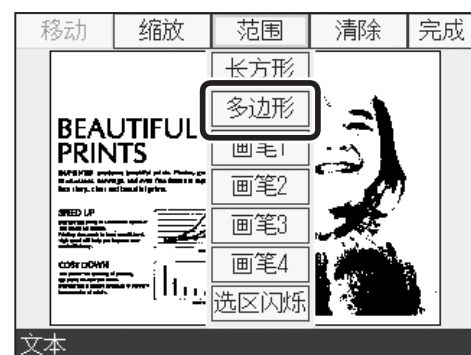 移动 缩放 范围 清除 完成
长方形
多边形
画笔1
画笔2
画笔3
画笔4
选区闪烁
BEAUTIFUL
PRINTS
SPEED UP
COST DOWN
文本